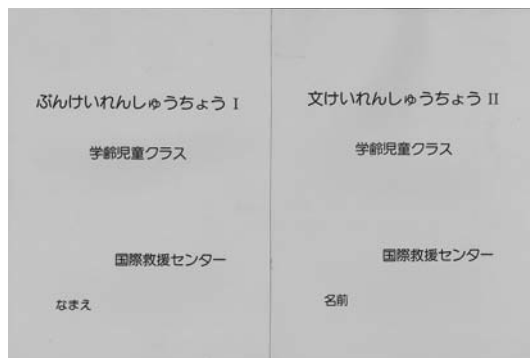 ぶんけいれんしゅうちょう I
学齢児童クラス
国際救援センター
なまえ
文けいれんしゅうちょう II
学齢児童クラス
国際救援センター
名前